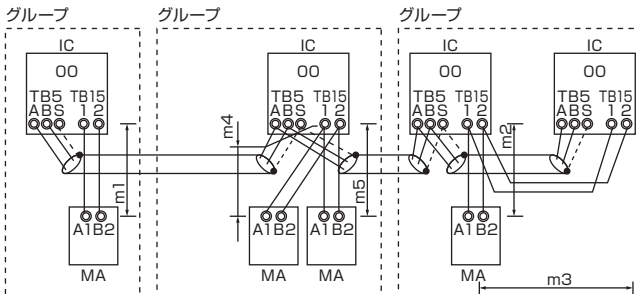 グループ
グループ
グループ
IC
IC
IC
IC
00
00
00
00
TB5 TB15
TB5 TB15
TB5 TB15
TB5 TB15
ABS 1 2
ABS 1 2
ABS 1 2
ABS 1 2
m1
m4
m5
m2
A1B2
A1B2
A1B2
A1B2
MA
MA
MA
MA
m3